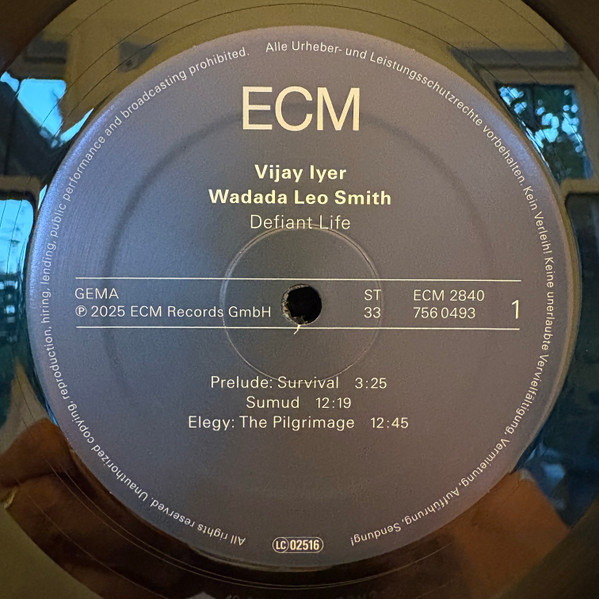 All rights reserved. Unauthorized copying, reproduction, hiring, lending, public performance and broadcasting prohibited.
Alle Urheber- und Leistungsschutzrechte vorbehalten. Kein Verleih! Keine unerlaubte Vervielfältigung, Vermietung, Aufführung, Sendung!
ECM
Vijay Iyer
Wadada Leo Smith
Defiant Life
GEMA ST ECM 2840
℗ 2025 ECM Records GmbH 33 756 0493 1
Prelude: Survival 3:25
Sumud 12:19
Elegy: The Pilgrimage 12:45
LC 02516